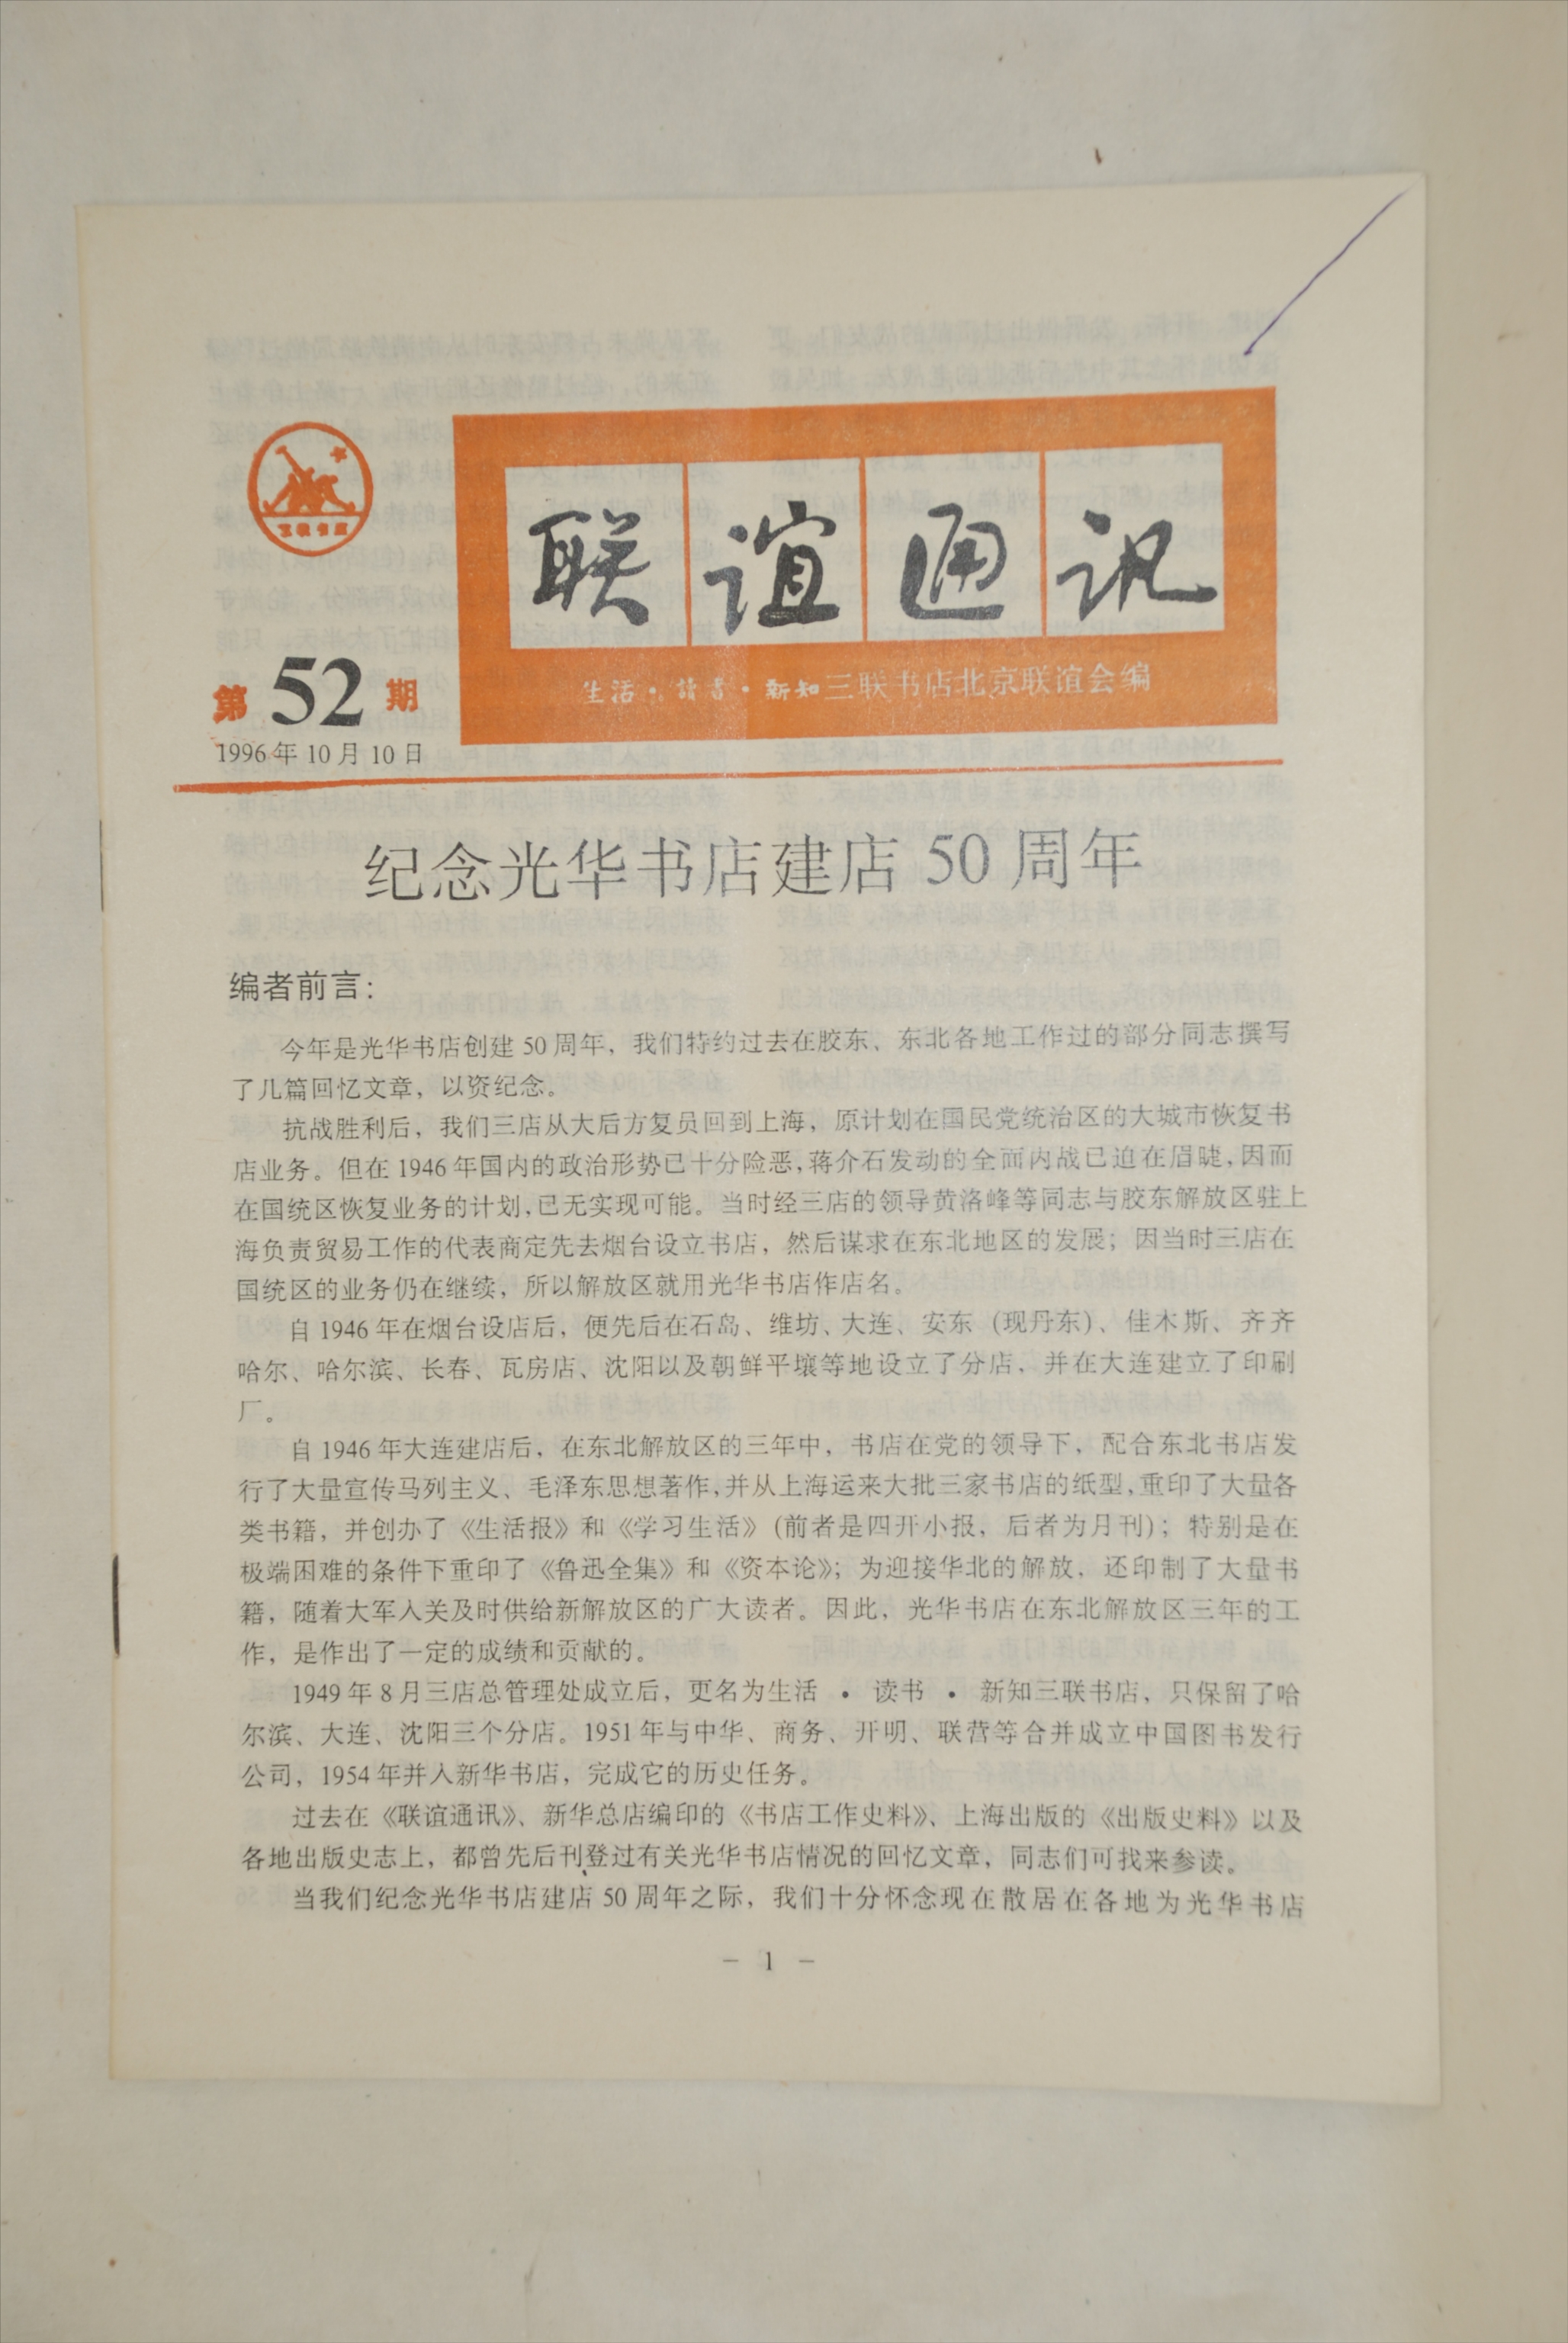 三联书店
联谊通讯
生活·读书·新知三联书店北京联谊会编
第52期
1996年10月10日
纪念光华书店建店50周年
编者前言：
今年是光华书店创建50周年，我们特约过去在胶东、东北各地工作过的部分同志撰写
了几篇回忆文章，以资纪念。
抗战胜利后，我们三店从大后方复员回到上海，原计划在国民党统治区的大城市恢复书
店业务。但在1946年国内的政治形势已十分险恶，蒋介石发动的全面内战已迫在眉睫，因而
在国统区恢复业务的计划，已无实现可能。当时经三店的领导黄洛峰等同志与胶东解放区驻上
海负责贸易工作的代表商定先去烟台设立书店，然后谋求在东北地区的发展；因当时三店在
国统区的业务仍在继续，所以解放区就用光华书店作店名。
自1946年在烟台设店后，便先后在石岛、维坊、大连、安东（现丹东）、佳木斯、齐齐
哈尔、哈尔滨、长春、瓦房店、沈阳以及朝鲜平壤等地设立了分店，并在大连建立了印刷
厂。
自1946年大连建店后，在东北解放区的三年中，书店在党的领导下，配合东北书店发
行了大量宣传马列主义、毛泽东思想著作，并从上海运来大批三家书店的纸型，重印了大量各
类书籍，并创办了《生活报》和《学习生活》(前者是四开小报，后者为月刊)；特别是在
极端困难的条件下重印了《鲁迅全集》和《资本论》；为迎接华北的解放，还印制了大量书
籍，随着大军入关及时供给新解放区的广大读者。因此，光华书店在东北解放区三年的工
作，是作出了一定的成绩和贡献的。
1949年8月三店总管理处成立后，更名为生活 • 读书 • 新知三联书店，只保留了哈
尔滨、大连、沈阳三个分店。1951年与中华、商务、开明、联营等合并成立中国图书发行
公司，1954年并入新华书店，完成它的历史任务。
过去在《联谊通讯》、新华总店编印的《书店工作史料》、上海出版的《出版史料》以及
各地出版史志上，都曾先后刊登过有关光华书店情况的回忆文章，同志们可找来参读。
当我们纪念光华书店建店50周年之际，我们十分怀念现在散居在各地为光华书店
－ 1 －